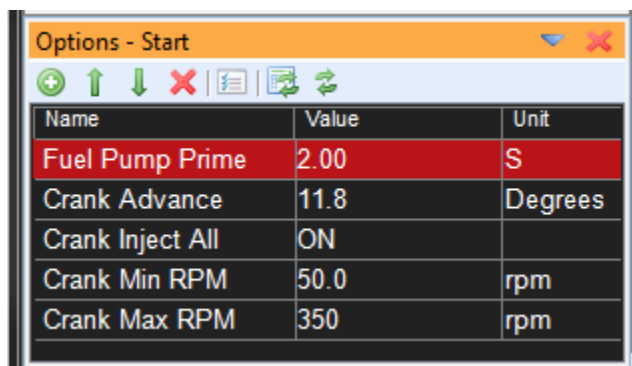 Options - Start
Name Value Unit
Fuel Pump Prime 2.00 S
Crank Advance 11.8 Degrees
Crank Inject All ON
Crank Min RPM 50.0 rpm
Crank Max RPM 350 rpm